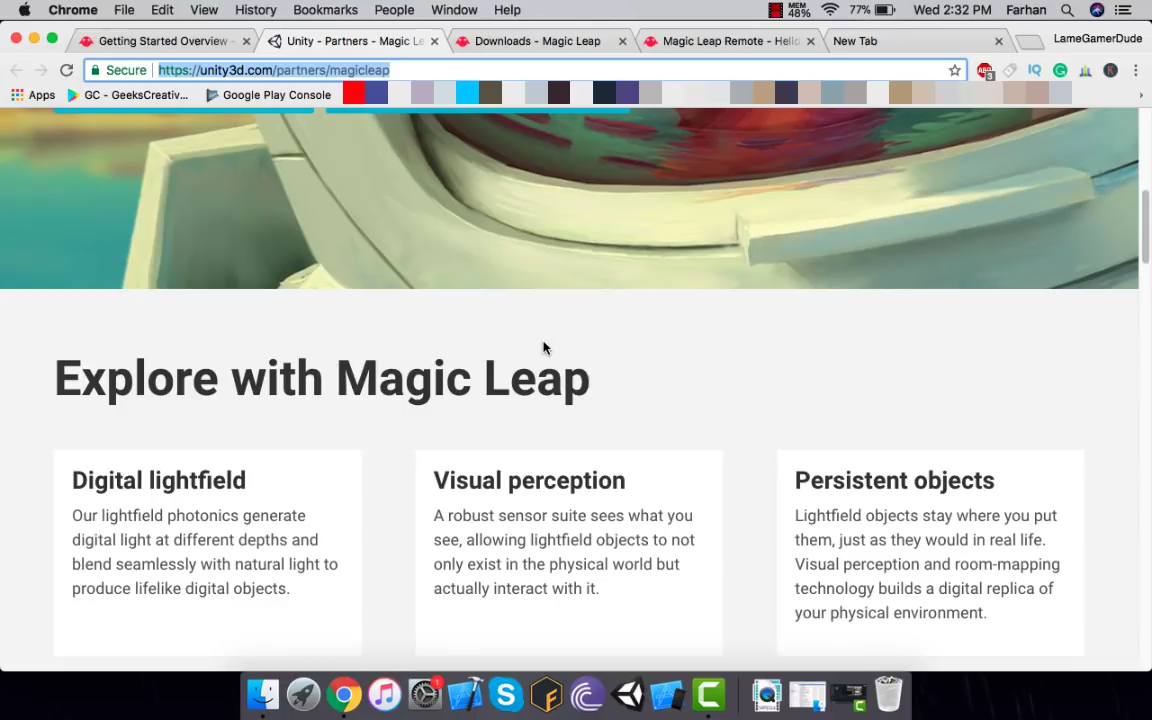 Chrome File Edit View History Bookmarks People Window Help MEM 48% 77% Wed 2:32 PM Farhan
Getting Started Overview - Unity - Partners - Magic Le Downloads - Magic Leap Magic Leap Remote - Hello New Tab LameGamerDude
Secure https://unity3d.com/partners/magicleap
Apps GC - GeeksCreativ... Google Play Console
Explore with Magic Leap
Digital lightfield
Our lightfield photonics generate
digital light at different depths and
blend seamlessly with natural light to
produce lifelike digital objects.
Visual perception
A robust sensor suite sees what you
see, allowing lightfield objects to not
only exist in the physical world but
actually interact with it.
Persistent objects
Lightfield objects stay where you put
them, just as they would in real life.
Visual perception and room-mapping
technology builds a digital replica of
your physical environment.